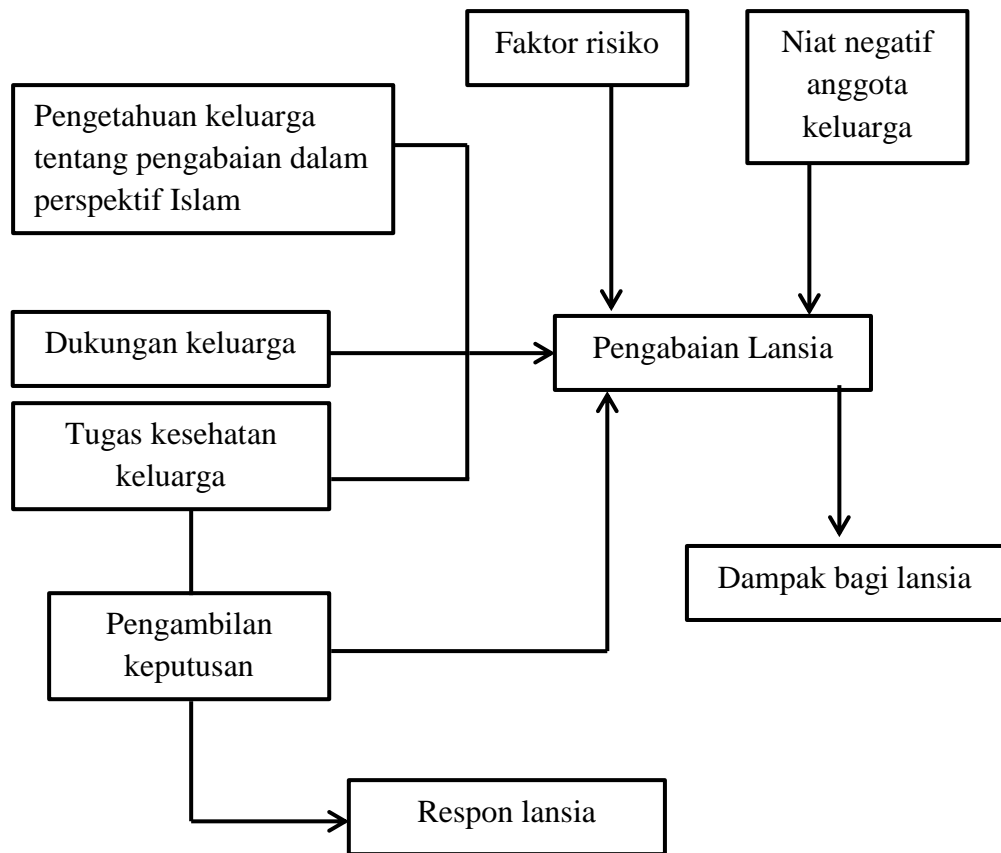 Faktor risiko
Niat negatif
anggota
keluarga
Pengetahuan keluarga
tentang pengabaian dalam
perspektif Islam
Dukungan keluarga
Pengabaian Lansia
Tugas kesehatan
keluarga
Dampak bagi lansia
Pengambilan
keputusan
Respon lansia